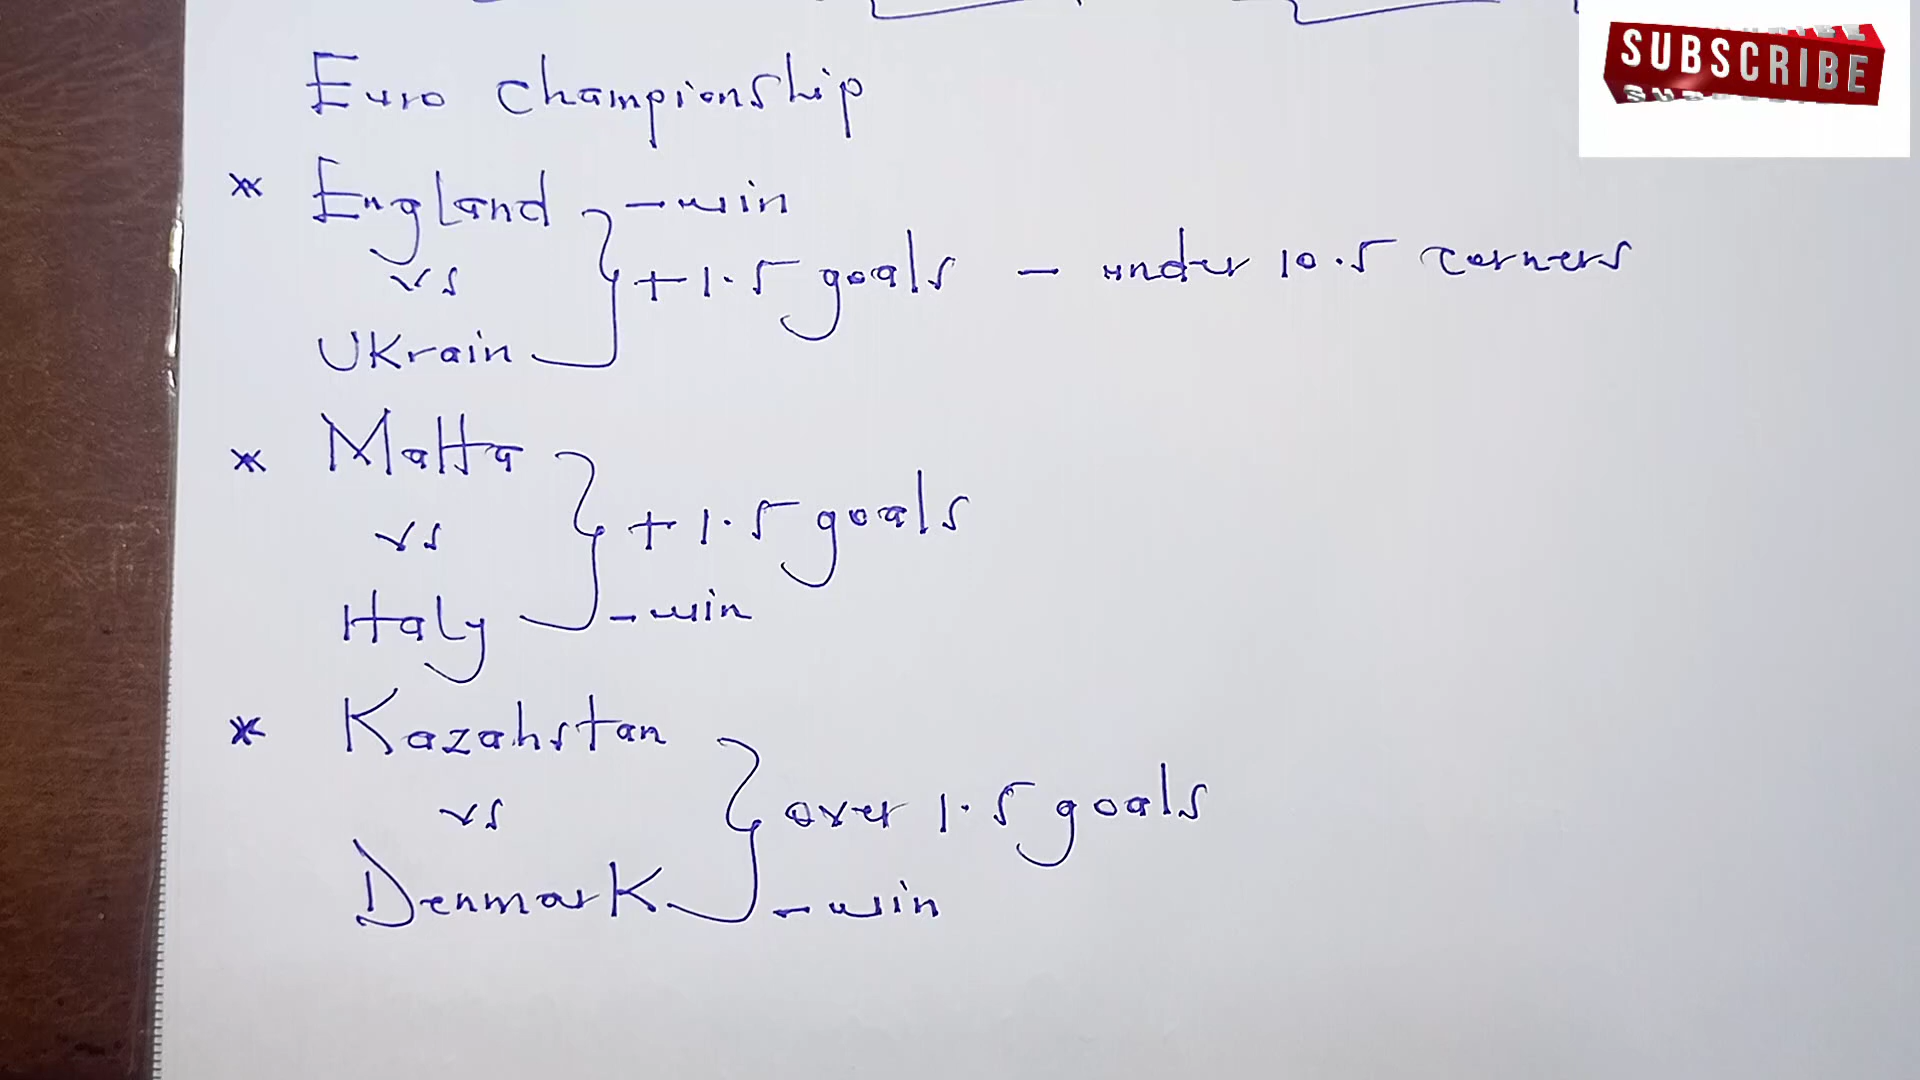 SUBSCRIBE
Euro championship
* England - win
vs +1.5 goals - under 10.5 corners
UKrain
* Malta
vs +1.5 goals
Italy - win
* Kazahstan
vs over 1.5 goals
Denmark - win